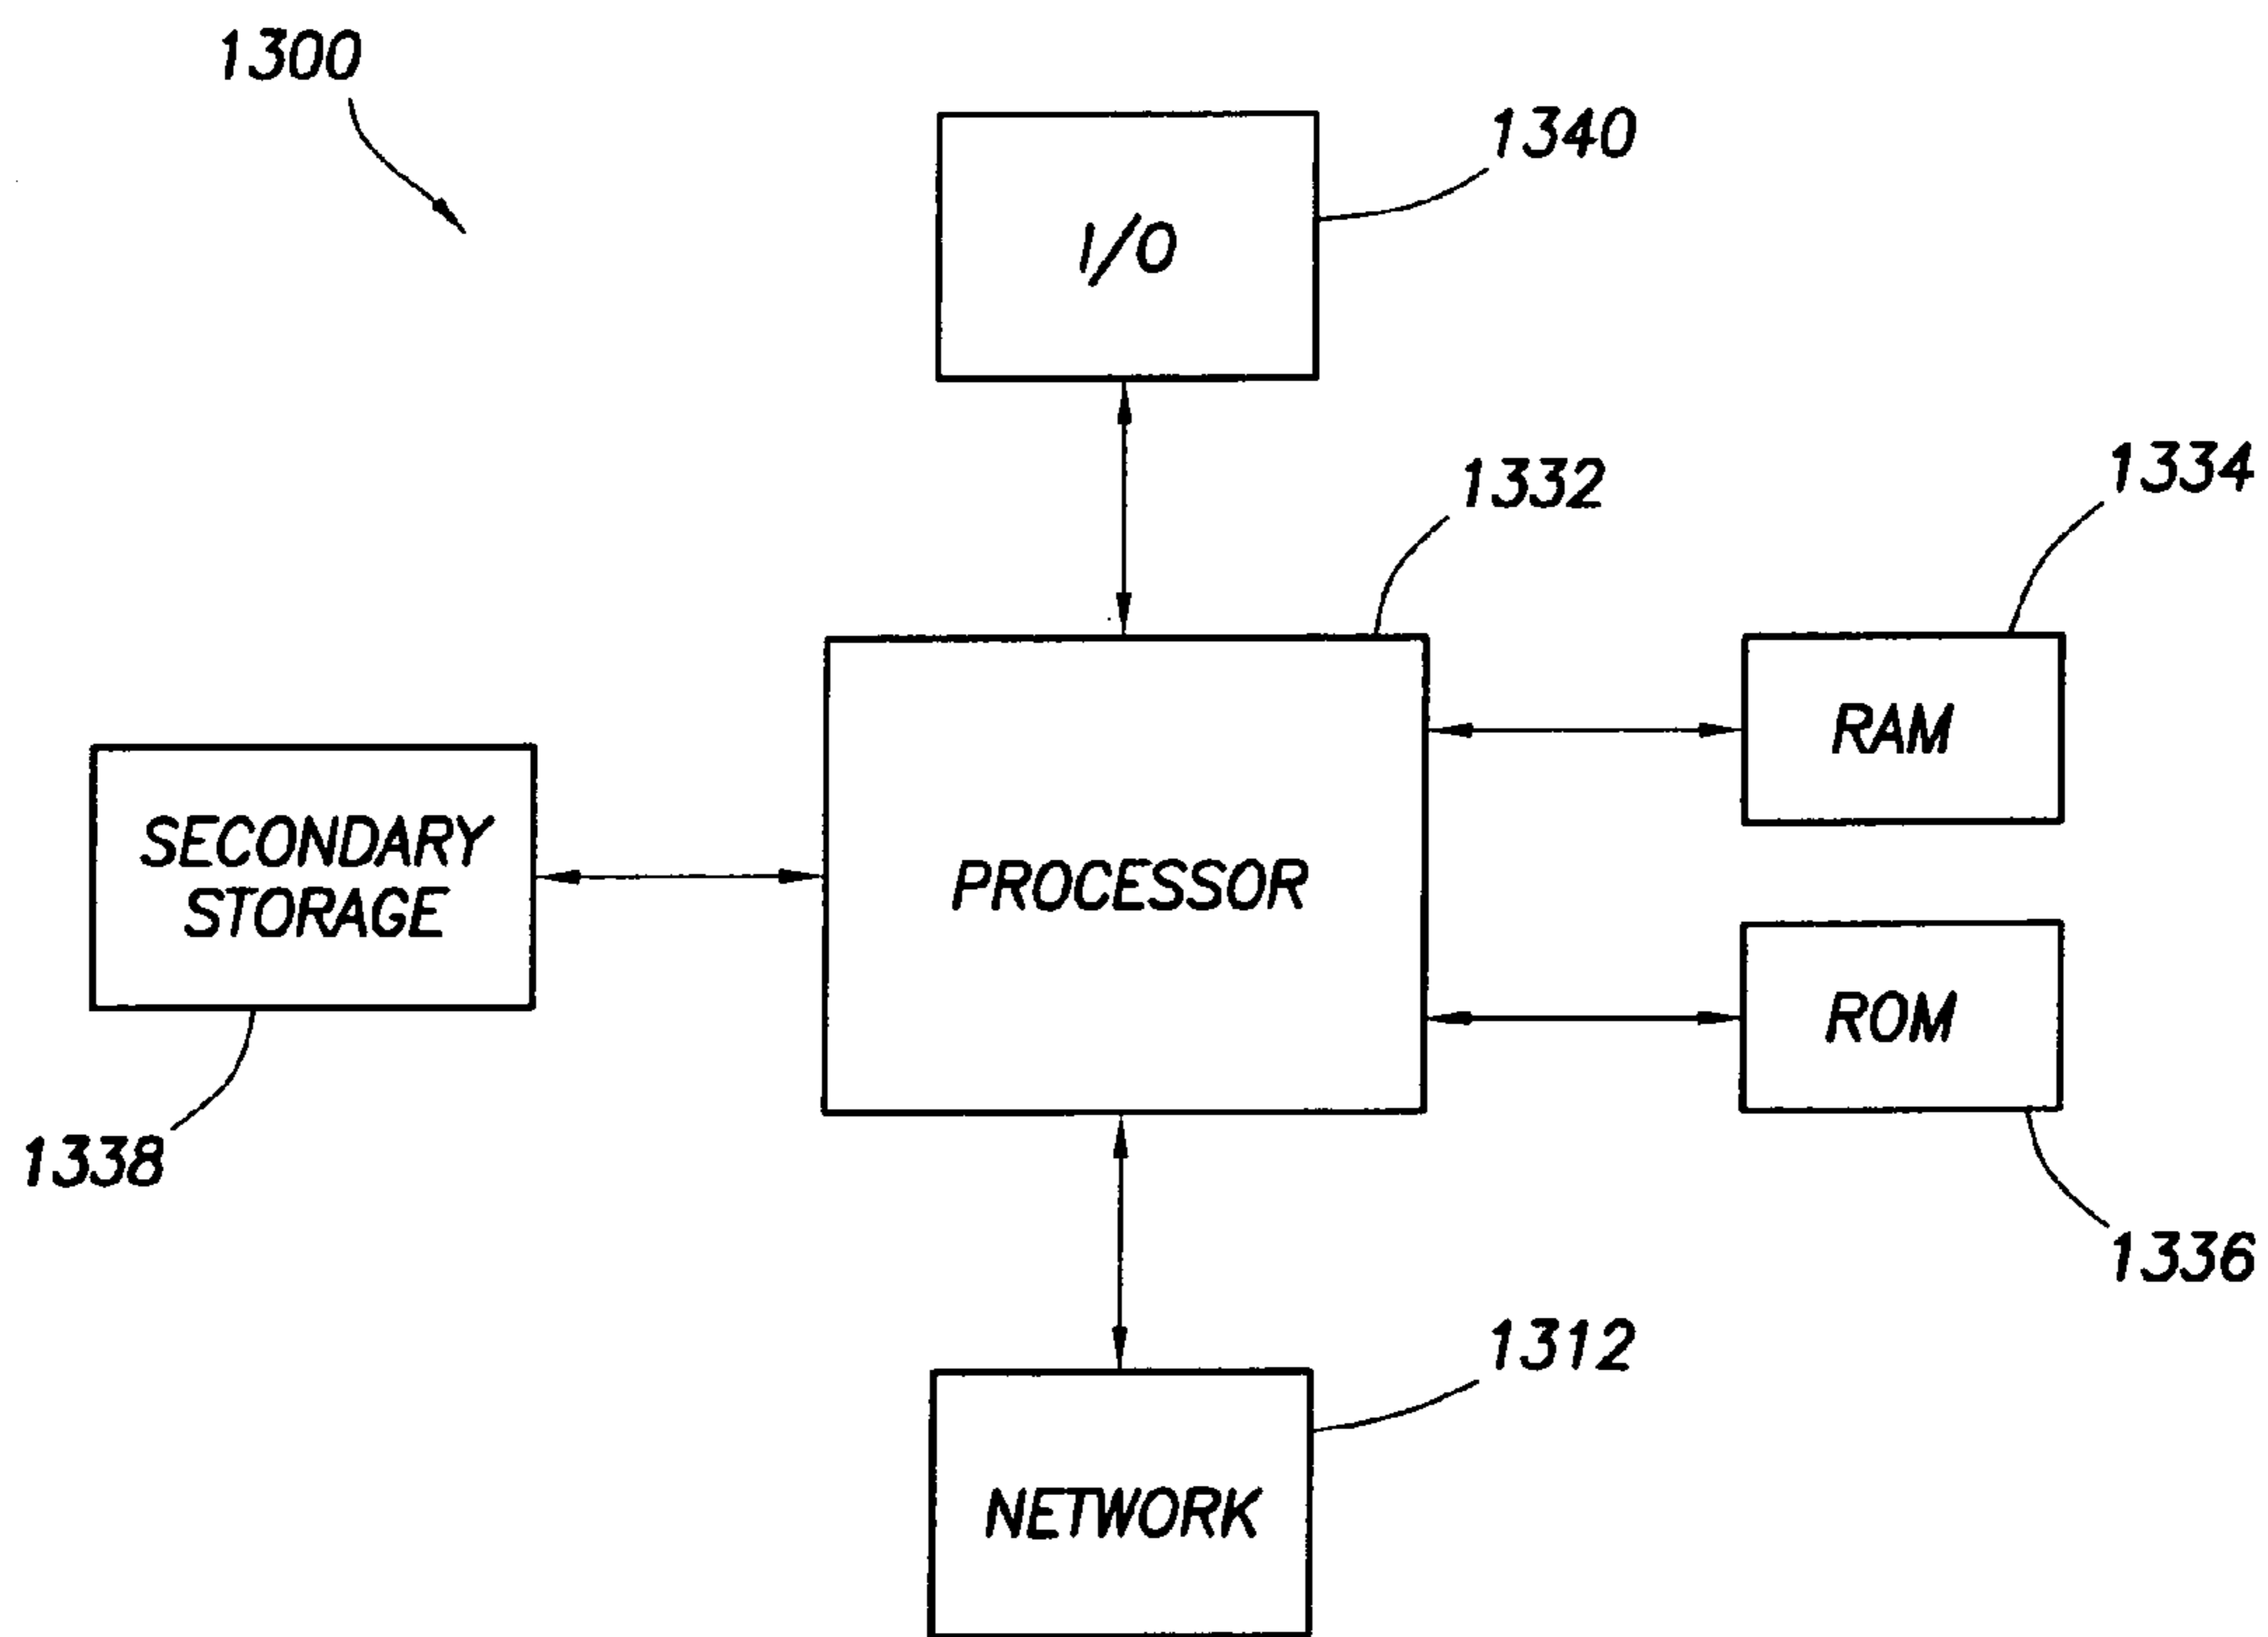 1300
1340
I/O
1332
1334
RAM
SECONDARY
STORAGE
PROCESSOR
ROM
1338
1336
1312
NETWORK